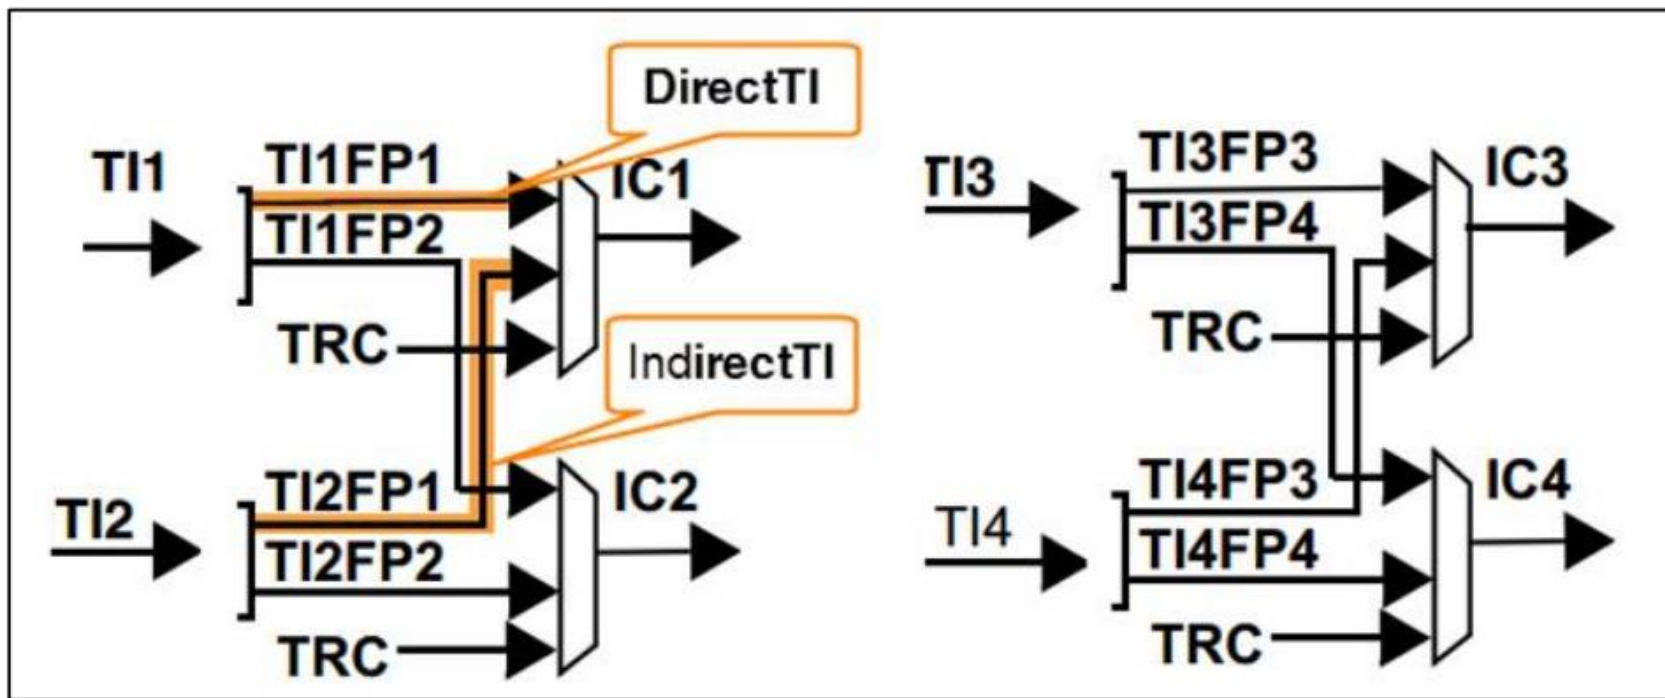 DirectTI
TI1
TI1FP1
TI1FP2
IC1
TRC
IndirectTI
TI2
TI2FP1
TI2FP2
IC2
TRC
TI3
TI3FP3
TI3FP4
IC3
TRC
TI4
TI4FP3
TI4FP4
IC4
TRC